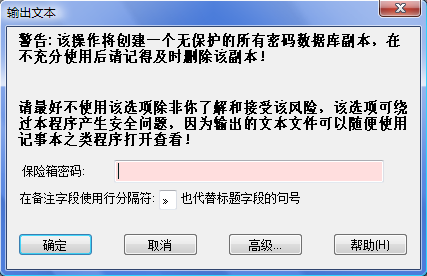 输出文本
警告: 该操作将创建一个无保护的所有密码数据库副本，在
不充分使用后请记得及时删除该副本！
请最好不使用该选项除非你了解和接受该风险，该选项可绕
过本程序产生安全问题，因为输出的文本文件可以随便使用
记事本之类程序打开查看！
保险箱密码:
在备注字段使用行分隔符: » 也代替标题字段的句号
确定 取消 高级... 帮助(H)